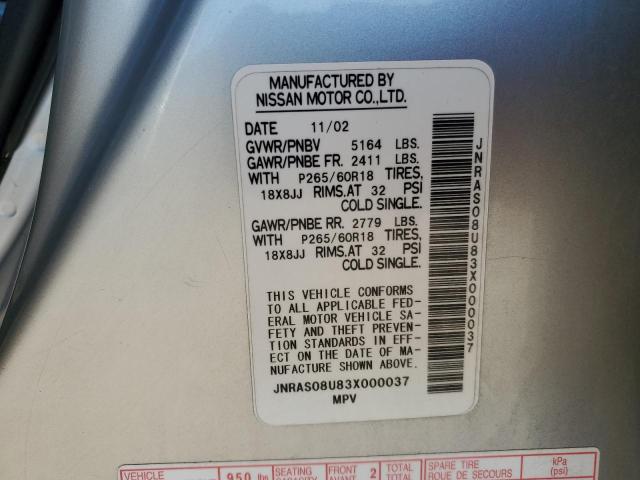 MANUFACTURED BY
NISSAN MOTOR CO.,LTD.
DATE 11/02
GVWR/PNBV 5164 LBS.
GAWR/PNBE FR. 2411 LBS.
WITH P265/60R18 TIRES,
18X8JJ RIMS.AT 32 PSI
COLD SINGLE.
GAWR/PNBE RR. 2779 LBS.
WITH P265/60R18 TIRES,
18X8JJ RIMS.AT 32 PSI
COLD SINGLE.
THIS VEHICLE CONFORMS
TO ALL APPLICABLE FED-
ERAL MOTOR VEHICLE SA-
FETY AND THEFT PREVEN-
TION STANDARDS IN EFF-
ECT ON THE DATE OF MA-
NUFACTURE SHOWN ABOVE.
JNRAS08U83X000037
MPV
JNRAS08U83X000037
VEHICLE 950 lbs SEATING FRONT 2 TOTAL SPARE TIRE kPa
CAPACITY AVANT TOTAL ROUE DE SECOURS (psi)